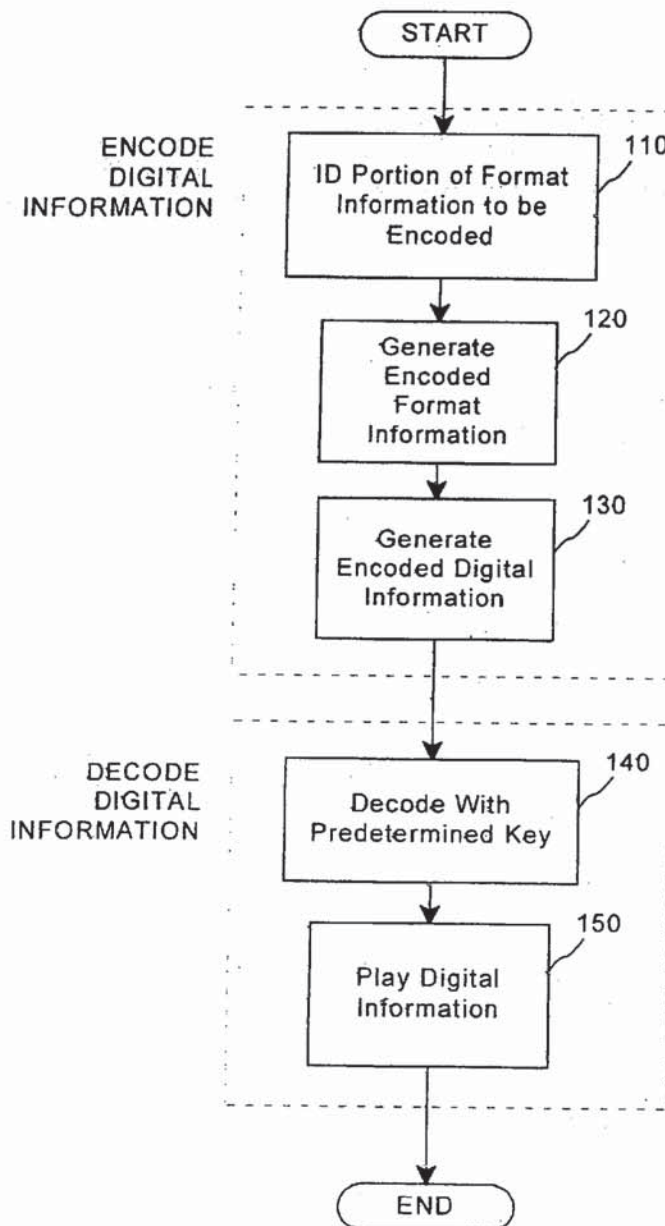 START
ENCODE
DIGITAL
INFORMATION
110
ID Portion of Format
Information to be
Encoded
120
Generate
Encoded
Format
Information
130
Generate
Encoded Digital
Information
DECODE
DIGITAL
INFORMATION
140
Decode With
Predetermined Key
150
Play Digital
Information
END